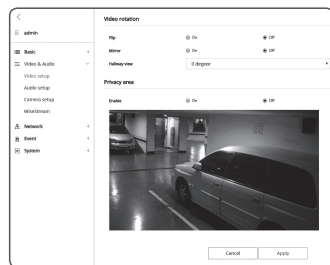 Video rotation
admin
Flip On Off
Mirror On Off
Hallway view 0 degree
Basic
Video & Audio
Video setup
Audio setup
Camera setup
WiseStream
Network
Event
System
Privacy area
Enable On Off
Cancel Apply